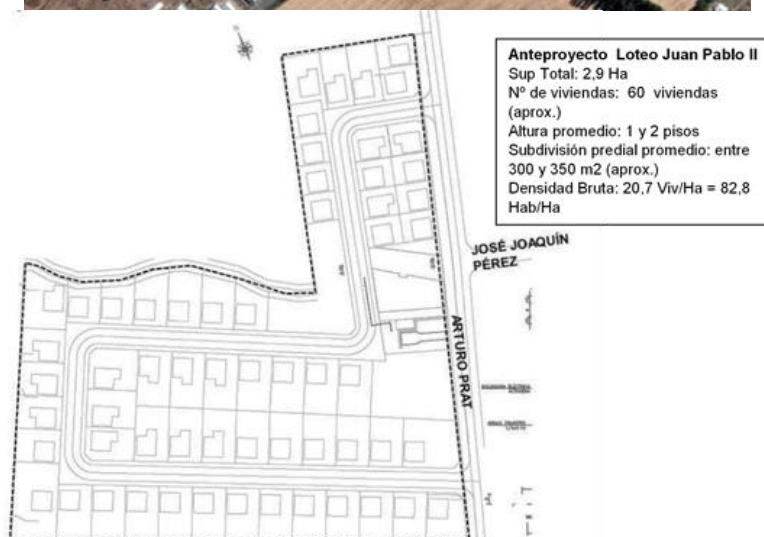 Anteproyecto Loteo Juan Pablo II
Sup Total: 2,9 Ha
Nº de viviendas: 60 viviendas
(aprox.)
Altura promedio: 1 y 2 pisos
Subdivisión predial promedio: entre
300 y 350 m2 (aprox.)
Densidad Bruta: 20,7 Viv/Ha = 82,8
Hab/Ha
JOSÉ JOAQUÍN
PÉREZ
ARTURO PRAT